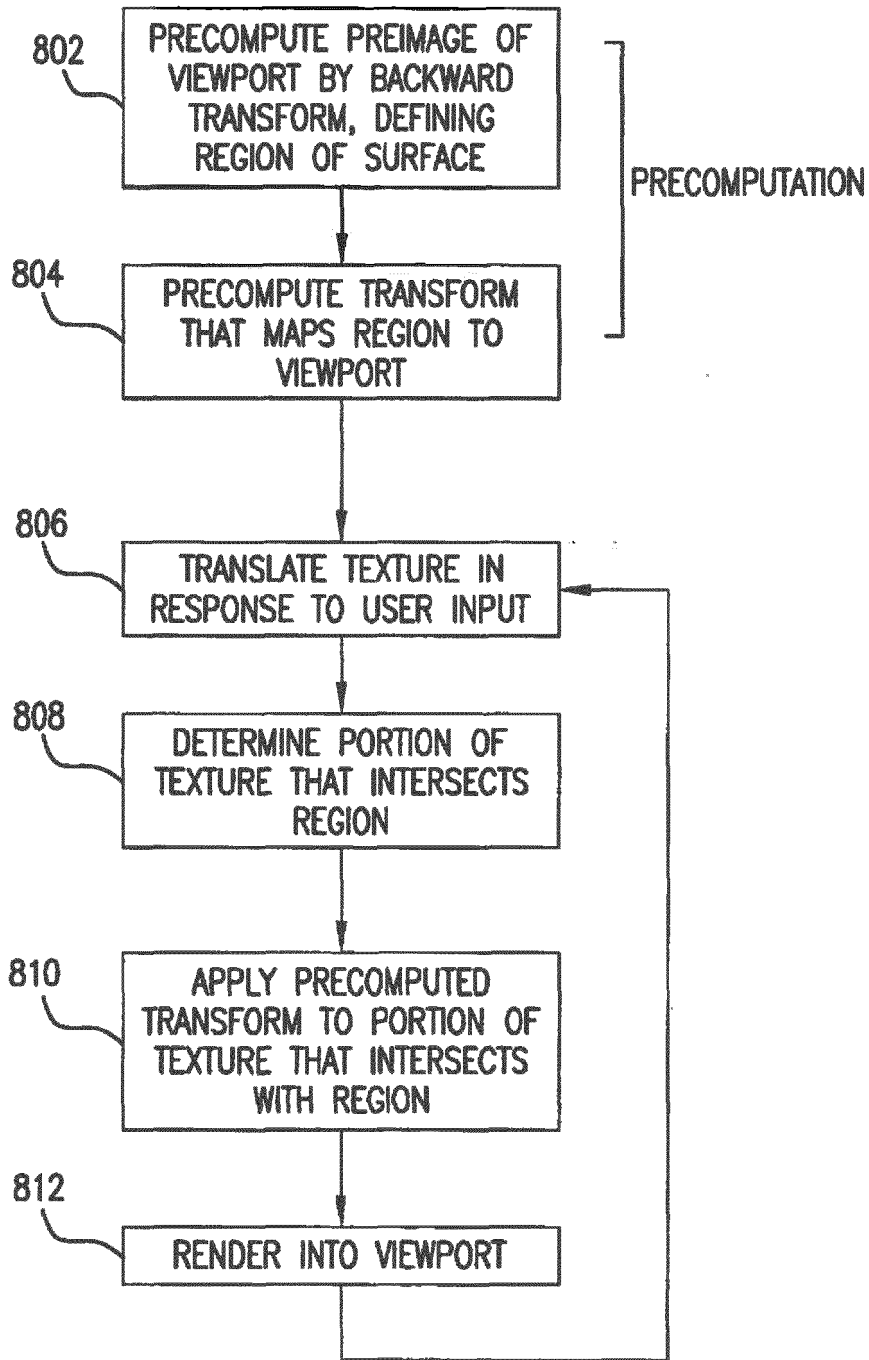 802
PRECOMPUTE PREIMAGE OF
VIEWPORT BY BACKWARD
TRANSFORM, DEFINING
REGION OF SURFACE
PRECOMPUTATION
804
PRECOMPUTE TRANSFORM
THAT MAPS REGION TO
VIEWPORT
806
TRANSLATE TEXTURE IN
RESPONSE TO USER INPUT
808
DETERMINE PORTION OF
TEXTURE THAT INTERSECTS
REGION
810
APPLY PRECOMPUTED
TRANSFORM TO PORTION OF
TEXTURE THAT INTERSECTS
WITH REGION
812
RENDER INTO VIEWPORT